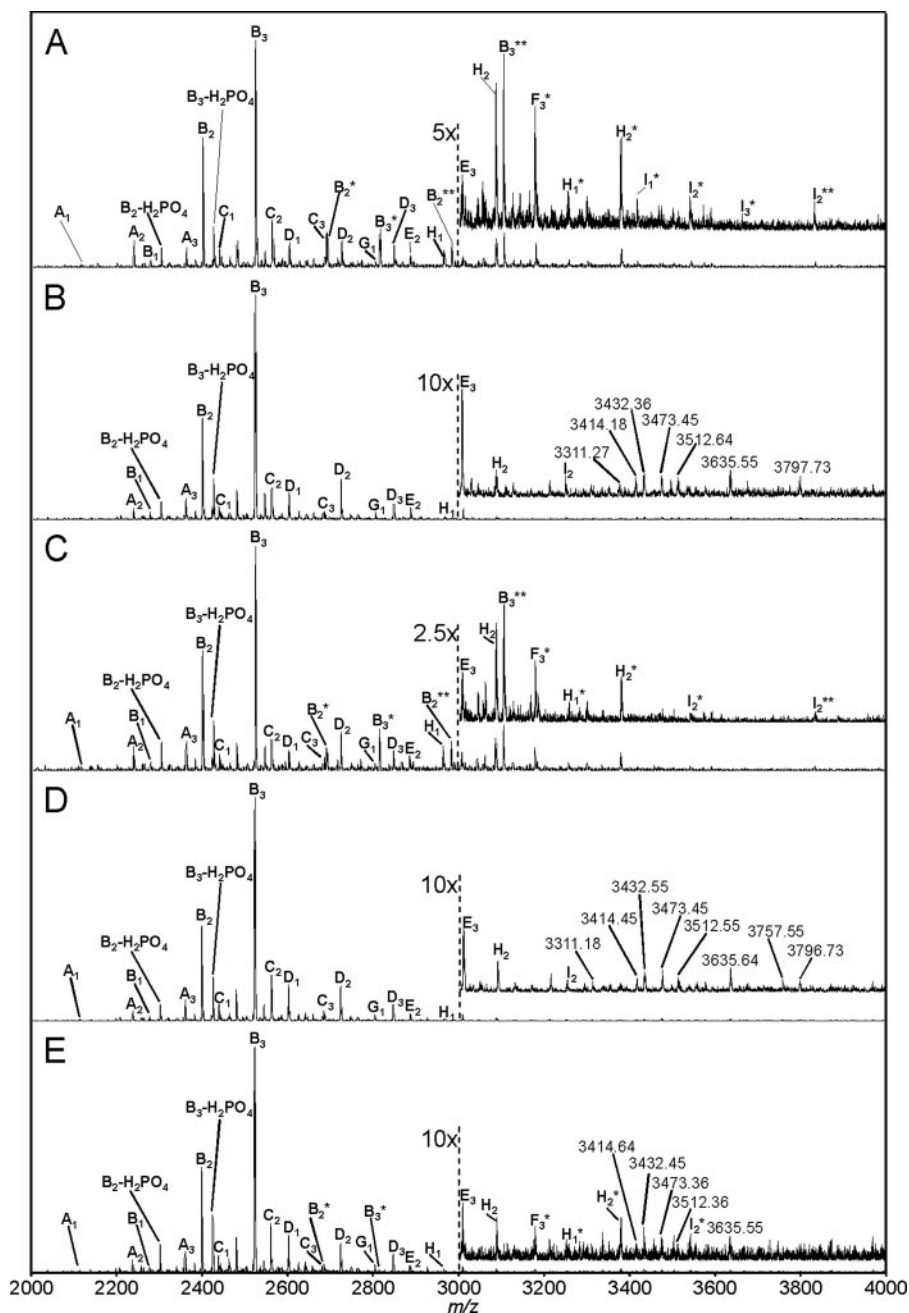 A
B₃
B₃-H₂PO₄
B₂
B₂-H₂PO₄
A₁
A₂
B₁
A₃
C₁
C₂
D₁
C₃
B₂*
D₂
G₁
B₃*
D₃
E₂
H₁
B₂**
5x
E₃
H₂
B₃**
F₃*
H₁*
H₂*
I₁*
I₂*
I₃*
I₂**
B
B₃
B₃-H₂PO₄
B₂
B₂-H₂PO₄
B₁
A₂
A₃
C₁
C₂
D₁
C₃
D₂
G₁
D₃
E₂
H₁
10x
E₃
H₂
I₂
3311.27
3414.18
3432.36
3473.45
3512.64
3635.55
3797.73
C
B₃
B₃-H₂PO₄
B₂
B₂-H₂PO₄
A₁
B₁
A₂
A₃
C₁
C₂
D₁
C₃
B₂*
D₂
G₁
B₃*
D₃
E₂
H₁
B₂**
2.5x
E₃
H₂
B₃**
F₃*
H₁*
H₂*
I₂*
I₂**
D
B₃
B₃-H₂PO₄
B₂
B₂-H₂PO₄
A₁
B₁
A₂
A₃
C₁
C₂
D₁
C₃
D₂
G₁
D₃
E₂
H₁
10x
E₃
H₂
I₂
3311.18
3414.45
3432.55
3473.45
3512.55
3635.64
3757.55
3796.73
E
B₃
B₃-H₂PO₄
B₂
B₂-H₂PO₄
A₁
B₁
A₂
A₃
C₁
C₂
D₁
C₃
B₂*
D₂
G₁
B₃*
D₃
E₂
H₁
10x
E₃
H₂
F₃*
H₁*
H₂*
3414.64
3432.45
3473.36
3512.36
I₂*
3635.55
2000 2200 2400 2600 2800 3000 3200 3400 3600 3800 4000
m/z